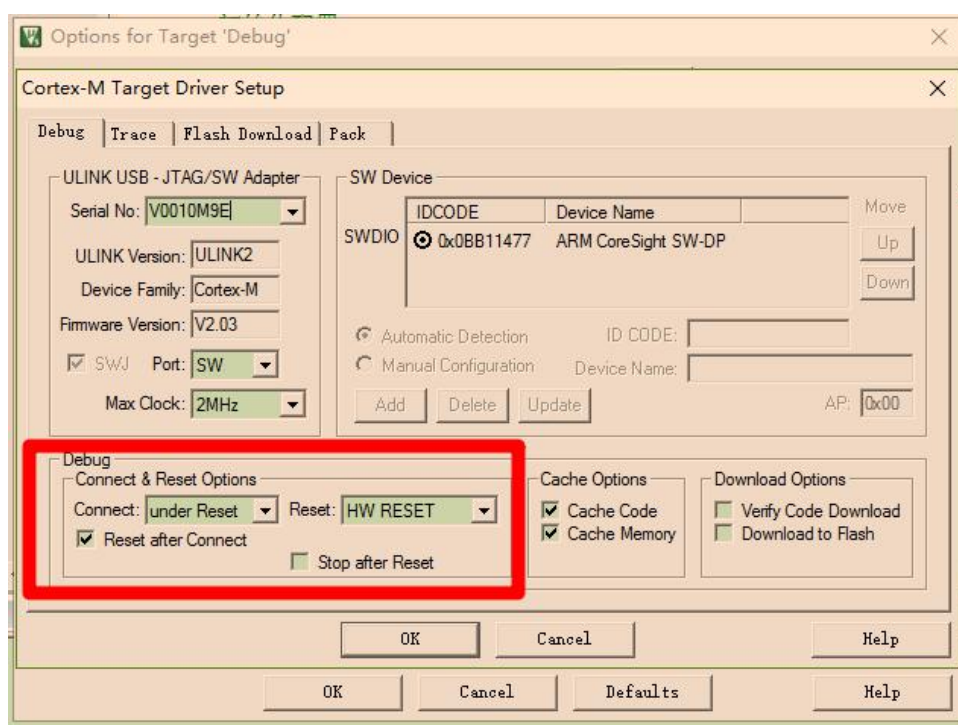 Options for Target 'Debug'
Cortex-M Target Driver Setup
Debug Trace Flash Download Pack
ULINK USB - JTAG/SW Adapter
Serial No: V0010M9E
ULINK Version: ULINK2
Device Family: Cortex-M
Firmware Version: V2.03
SWJ Port: SW
Max Clock: 2MHz
SW Device
IDCODE Device Name Move
SWDIO 0x0BB11477 ARM CoreSight SW-DP Up
Down
Automatic Detection ID CODE:
Manual Configuration Device Name:
Add Delete Update AP: 0x00
Debug
Connect & Reset Options
Connect: under Reset Reset: HW RESET
Reset after Connect
Stop after Reset
Cache Options
Cache Code
Cache Memory
Download Options
Verify Code Download
Download to Flash
OK Cancel Help
OK Cancel Defaults Help